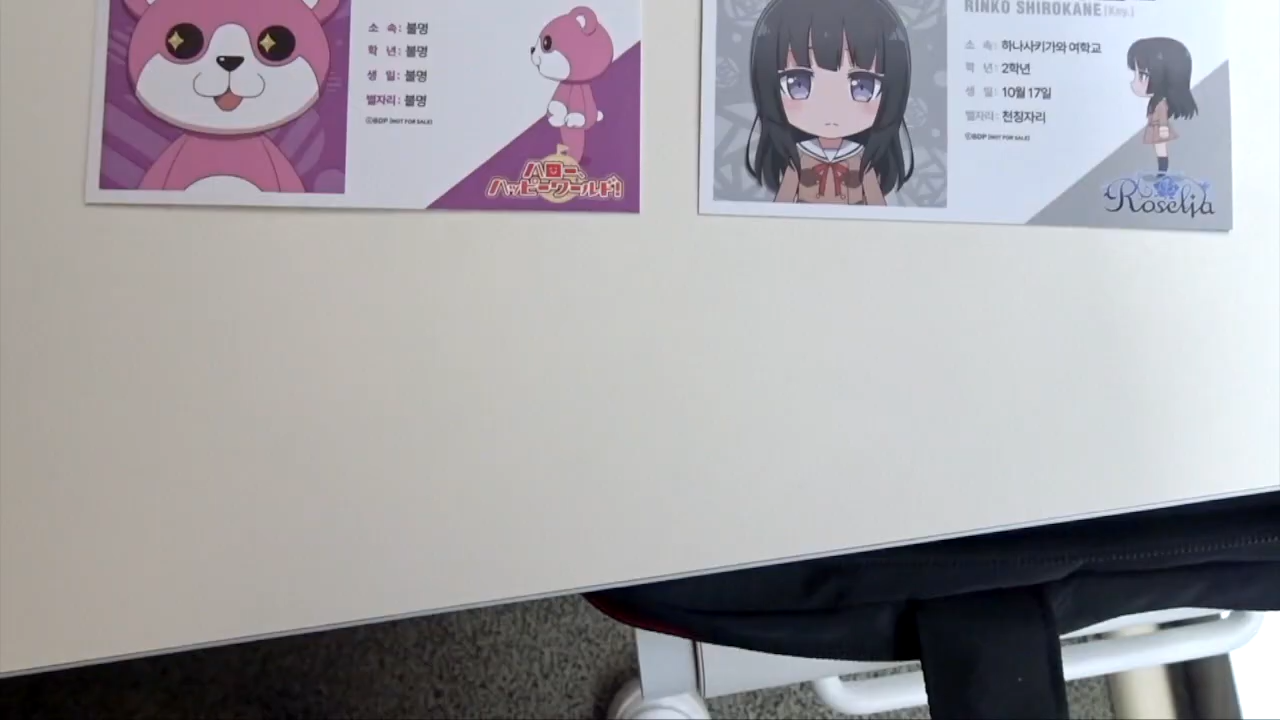 소 속: 불명
학 년: 불명
생 일: 불명
별자리: 불명
©BDP [NOT FOR SALE]
ハロー、
ハッピーワールド!
RINKO SHIROKANE [Key.]
소 속: 하나사키가와 여학교
학 년: 2학년
생 일: 10월 17일
별자리: 천칭자리
©BDP [NOT FOR SALE]
Roselia